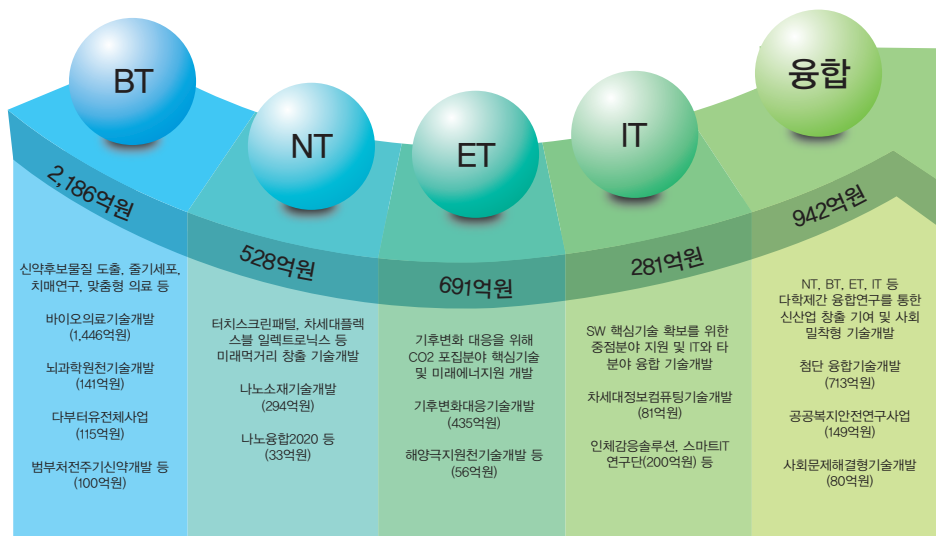 BT
2,186억원
신약후보물질 도출, 줄기세포,
치매연구, 맞춤형 의료 등
바이오의료기술개발
(1,446억원)
뇌과학원천기술개발
(141억원)
다부터유전체사업
(115억원)
범부처전주기신약개발 등
(100억원)
NT
528억원
터치스크린패털, 차세대플렉
스블 일렉트로닉스 등
미래먹거리 창출 기술개발
나노소재기술개발
(294억원)
나노융합2020 등
(33억원)
ET
691억원
기후변화 대응을 위해
CO2 포집분야 핵심기술
및 미래에너지원 개발
기후변화대응기술개발
(435억원)
해양극지원천기술개발 등
(56억원)
IT
281억원
SW 핵심기술 확보를 위한
중점분야 지원 및 IT와 타
분야 융합 기술개발
차세대정보컴퓨팅기술개발
(81억원)
인체감응솔루션, 스마트IT
연구단(200억원) 등
융합
942억원
NT, BT, ET, IT 등
다학제간 융합연구를 통한
신산업 창출 기여 및 사회
밀착형 기술개발
첨단 융합기술개발
(713억원)
공공복지안전연구사업
(149억원)
사회문제해결형기술개발
(80억원)